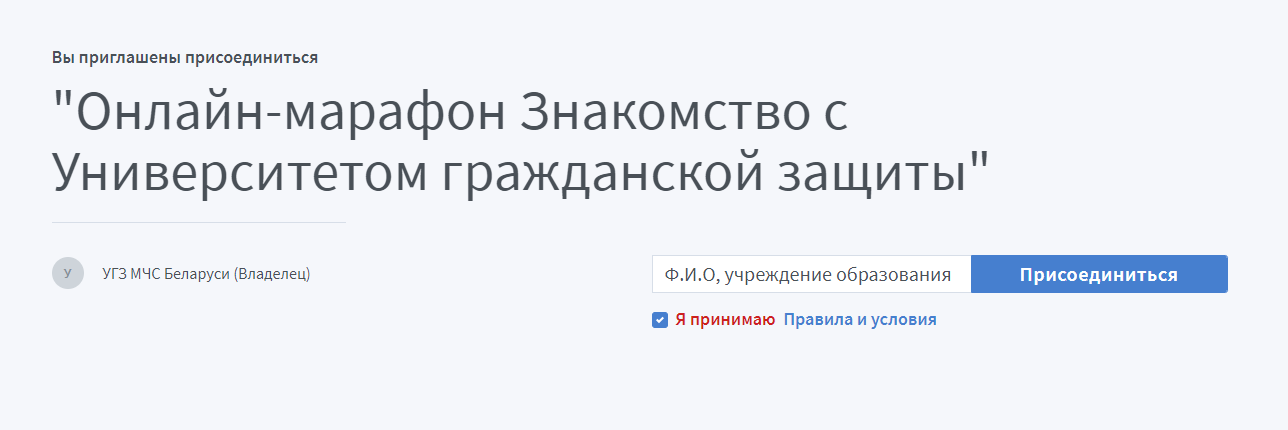 Вы приглашены присоединиться
"Онлайн-марафон Знакомство с
Университетом гражданской защиты"
У УГЗ МЧС Беларуси (Владелец)
Ф.И.О, учреждение образования Присоединиться
Я принимаю Правила и условия